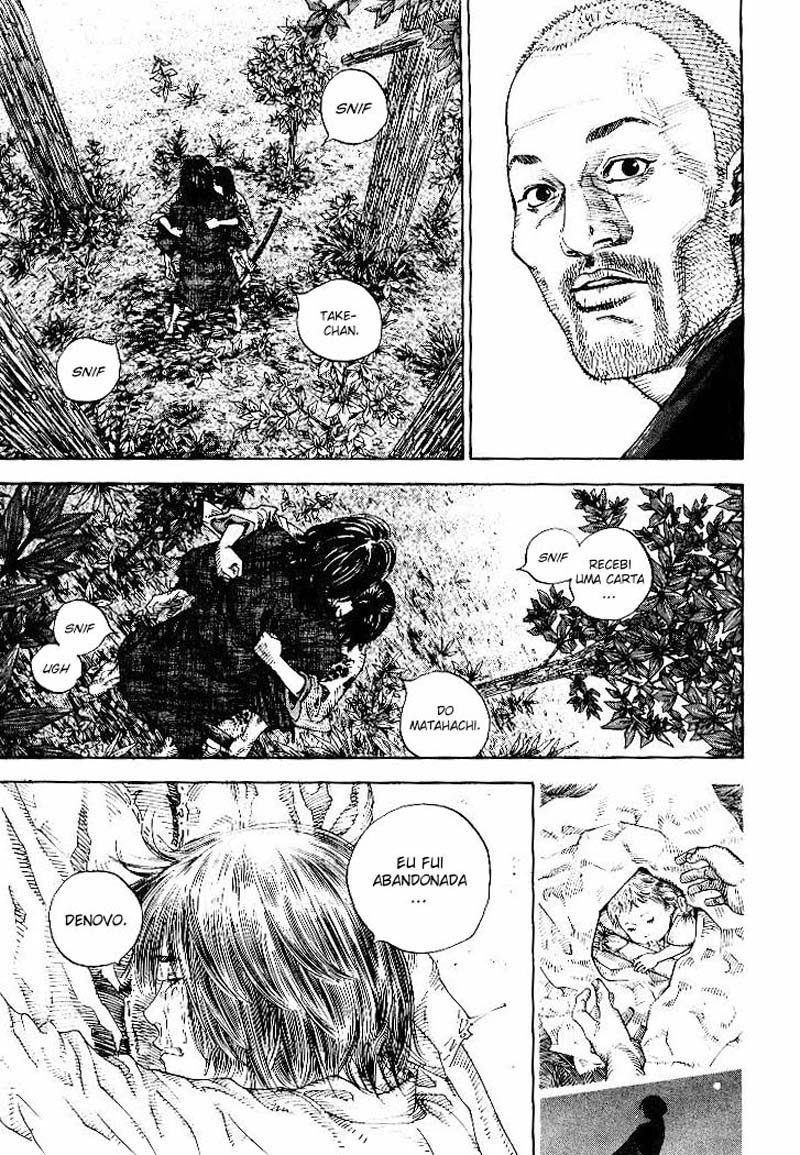 SNIF
TAKE-
CHAN.
SNIF
SNIF
RECEBI
UMA CARTA
...
DO
MATAHACHI.
SNIF
UGH
EU FUI
ABANDONADA
...
DENOVO.